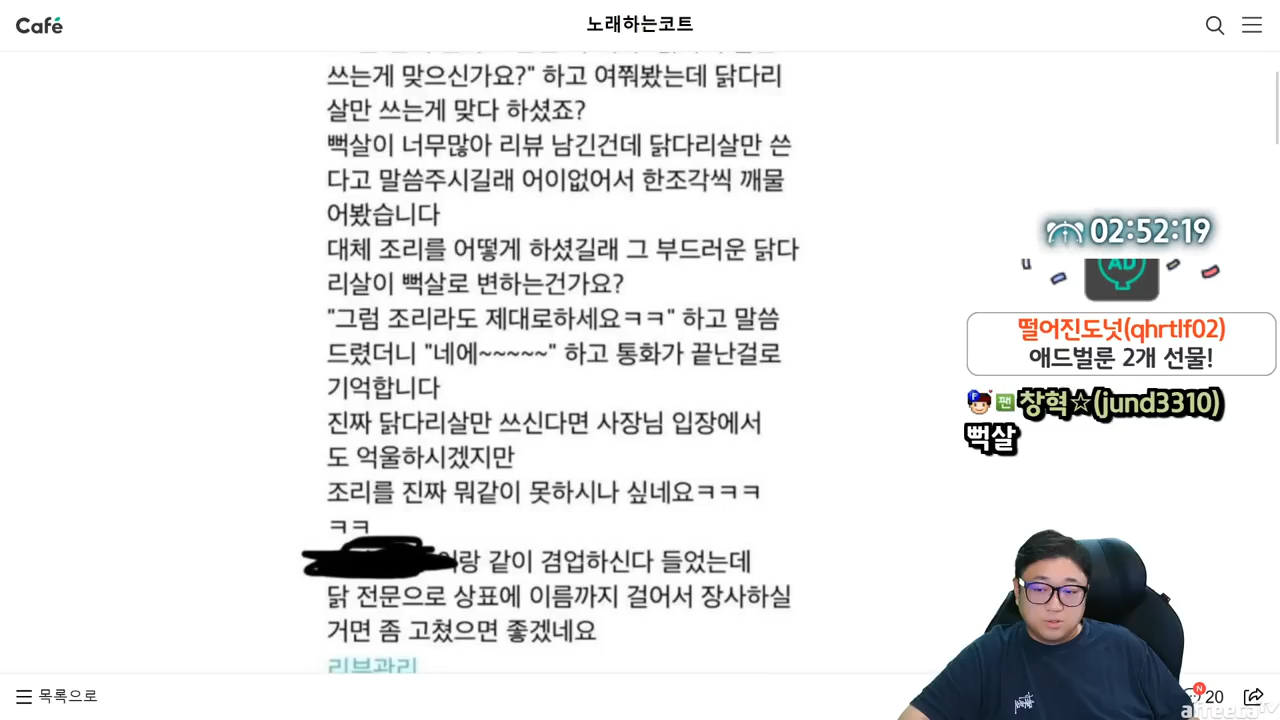 Café
노래하는코트
쓰는게 맞으신가요?" 하고 여쭤봤는데 닭다리
살만 쓰는게 맞다 하셨죠?
뻑살이 너무많아 리뷰 남긴건데 닭다리살만 쓴
다고 말씀주시길래 어이없어서 한조각씩 깨물
어봤습니다
대체 조리를 어떻게 하셨길래 그 부드러운 닭다
리살이 뻑살로 변하는건가요?
"그럼 조리라도 제대로하세요ㅋㅋ" 하고 말씀
드렸더니 "네에~~~~~" 하고 통화가 끝난걸로
기억합니다
진짜 닭다리살만 쓰신다면 사장님 입장에서
도 억울하시겠지만
조리를 진짜 뭐같이 못하시나 싶네요ㅋㅋㅋ
ㅋㅋ
랑 같이 겸업하신다 들었는데
닭 전문으로 상표에 이름까지 걸어서 장사하실
거면 좀 고쳤으면 좋겠네요
리뷰관리
02:52:19
AD
떨어진도넛(qhrtlf02)
애드벌룬 2개 선물!
F 팬 창혁☆(jund3310)
뻑살
목록으로
N
20
afreecaTV